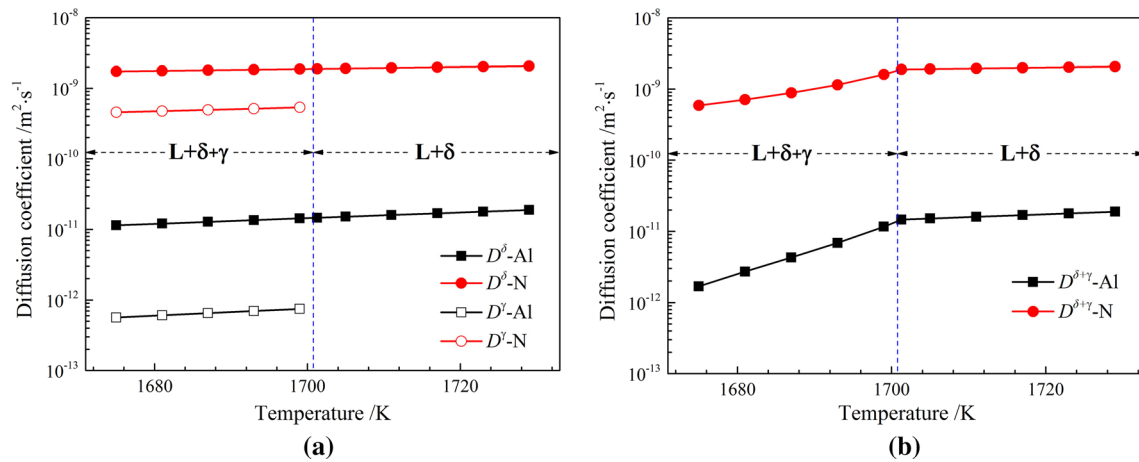 10⁻⁸
10⁻⁹
10⁻¹⁰
10⁻¹¹
10⁻¹²
10⁻¹³
Diffusion coefficient /m²·s⁻¹
L+δ+γ
L+δ
D^δ-Al
D^δ-N
D^γ-Al
D^γ-N
1680
1700
1720
Temperature /K
(a)
10⁻⁸
10⁻⁹
10⁻¹⁰
10⁻¹¹
10⁻¹²
10⁻¹³
Diffusion coefficient /m²·s⁻¹
L+δ+γ
L+δ
D^δ+γ-Al
D^δ+γ-N
1680
1700
1720
Temperature /K
(b)